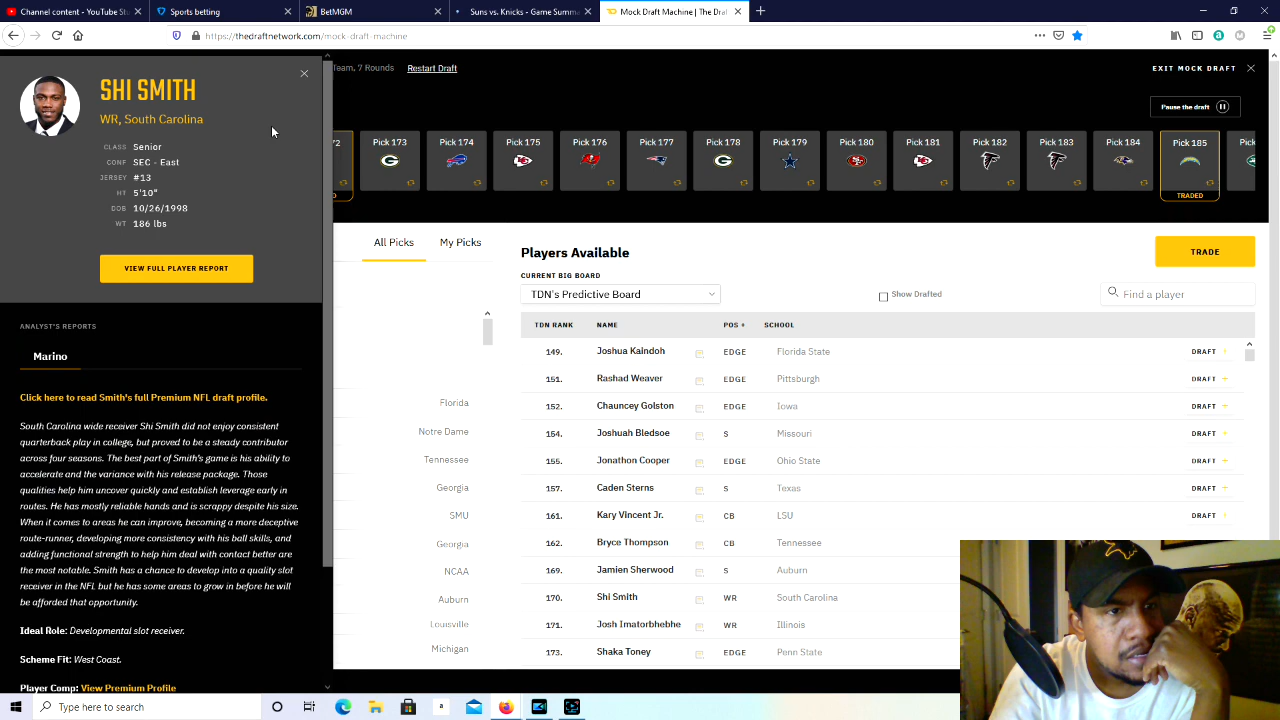 Content - YouTube St
Sports betting
BetMGM
Suns vs. Knicks - Game Summa
Mock Draft Machine | The Dra
https://thedraftnetwork.com/mock-draft-machine
SHI SMITH
WR, South Carolina
CLASS Senior
CONF SEC - East
JERSEY #13
HT 5'10"
DOB 10/26/1998
WT 186 lbs
VIEW FULL PLAYER REPORT
ANALYST'S REPORTS
Marino
Click here to read Smith's full Premium NFL draft profile.
South Carolina wide receiver Shi Smith did not enjoy consistent
quarterback play in college, but proved to be a steady contributor
across four seasons. The best part of Smith's game is his ability to
accelerate and the variance with his release package. Those
qualities help him uncover quickly and establish leverage early in
routes. He has mostly reliable hands and is scrappy despite his size.
When it comes to areas he can improve, becoming a more deceptive
route-runner, developing more consistency with his ball skills, and
adding functional strength to help him deal with contact better are
the most notable. Smith has a chance to develop into a quality slot
receiver in the NFL but he has some areas to grow in before he will
be afforded that opportunity.
Ideal Role: Developmental slot receiver.
Scheme Fit: West Coast.
Player Comp: View Premium Profile
Team, 7 Rounds Restart Draft
EXIT MOCK DRAFT
Pause the draft
Pick 173 Pick 174 Pick 175 Pick 176 Pick 177 Pick 178 Pick 179 Pick 180 Pick 181 Pick 182 Pick 183 Pick 184 Pick 185 Pick
TRADED
All Picks My Picks
Florida
Notre Dame
Tennessee
Georgia
SMU
Georgia
NCAA
Auburn
Louisville
Michigan
Players Available
TRADE
CURRENT BIG BOARD
TDN's Predictive Board
Show Drafted
Find a player
TDN RANK NAME POS + SCHOOL
149. Joshua Kaindoh EDGE Florida State DRAFT +
151. Rashad Weaver EDGE Pittsburgh DRAFT +
152. Chauncey Golston EDGE Iowa DRAFT +
154. Joshuah Bledsoe S Missouri DRAFT +
155. Jonathon Cooper EDGE Ohio State DRAFT +
157. Caden Sterns S Texas DRAFT +
161. Kary Vincent Jr. CB LSU DRAFT +
162. Bryce Thompson CB Tennessee
169. Jamien Sherwood S Auburn
170. Shi Smith WR South Carolina
171. Josh Imatorbhebhe WR Illinois
173. Shaka Toney EDGE Penn State
Type here to search